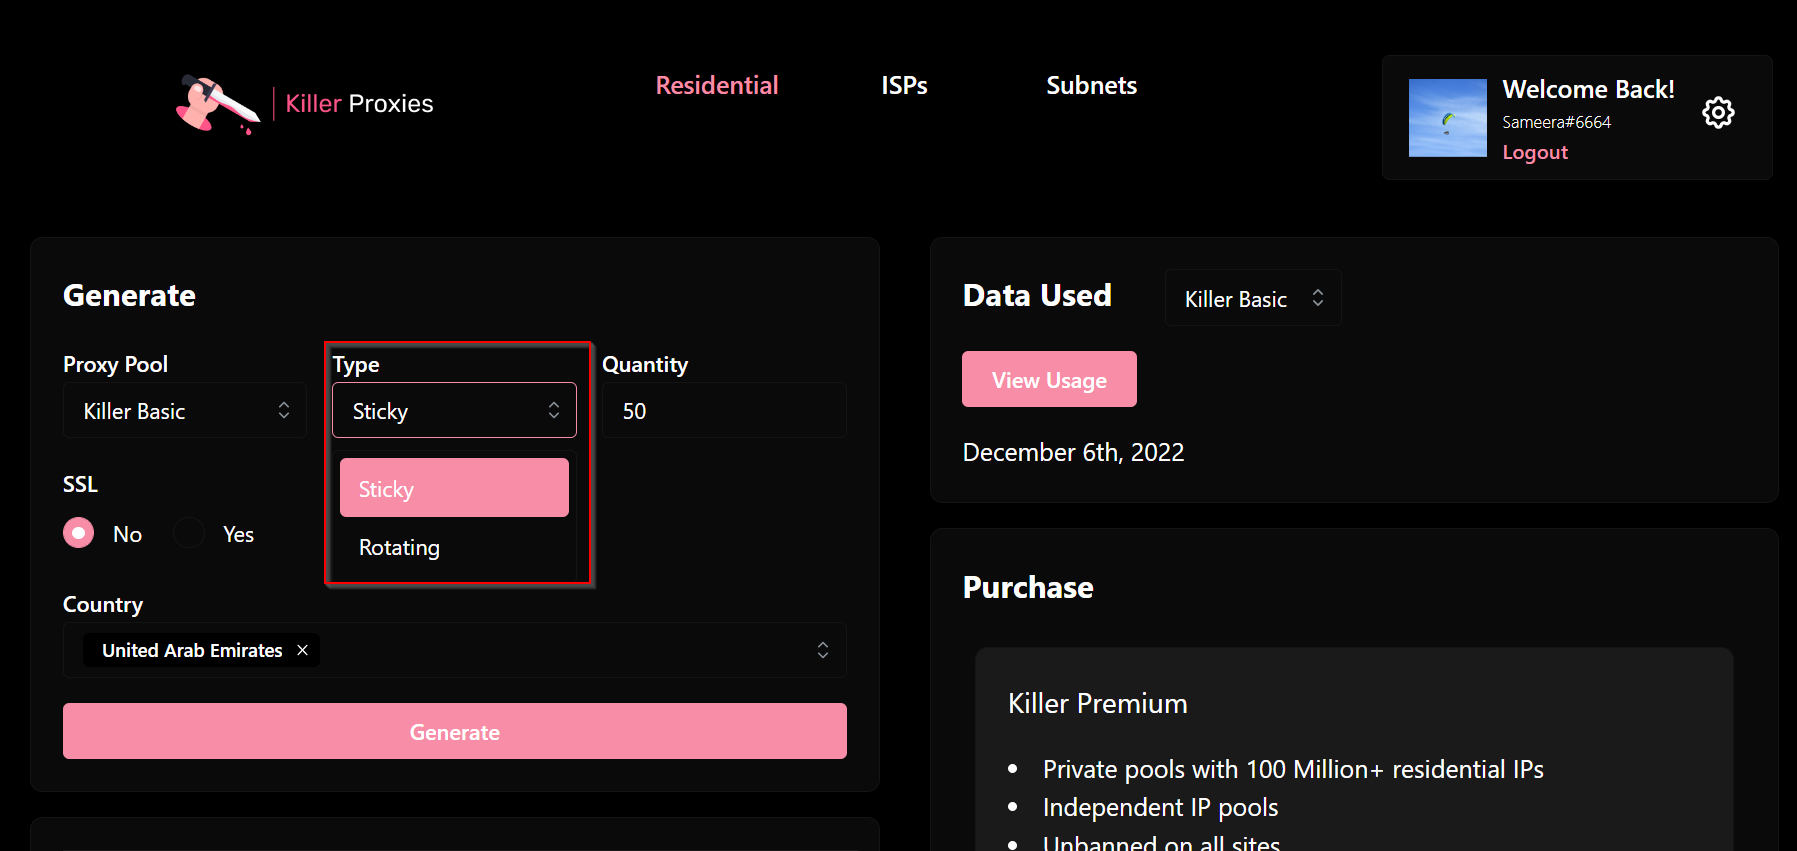 Killer Proxies
Residential
ISPs
Subnets
Welcome Back!
Sameera#6664
Logout
Generate
Proxy Pool
Killer Basic
Type
Sticky
Sticky
Rotating
Quantity
50
SSL
No
Yes
Country
United Arab Emirates ×
Generate
Data Used
Killer Basic
View Usage
December 6th, 2022
Purchase
Killer Premium
• Private pools with 100 Million+ residential IPs
• Independent IP pools
• Unbanned on all sites